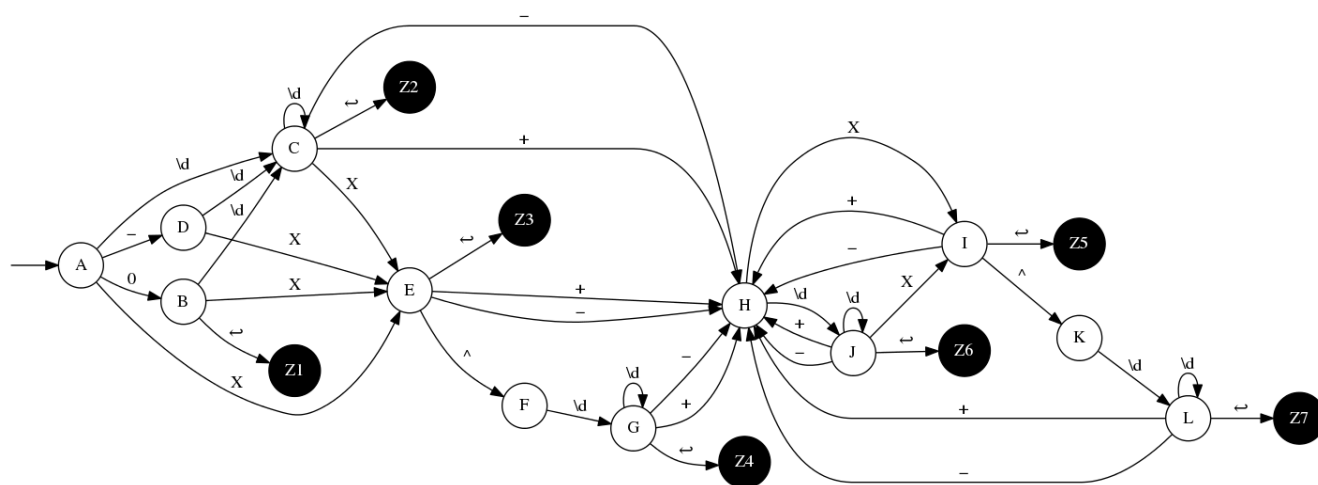 –
\d
↵
Z2
C
+
\d
\d
X
X
↵
Z3
+
I
↵
Z5
–
D
X
–
\d
X
^
A
0
B
X
E
+
–
H
\d
\d
K
↵
Z1
+
–
J
↵
Z6
\d
\d
X
^
F
\d
\d
G
–
+
↵
Z4
+
L
↵
Z7
–